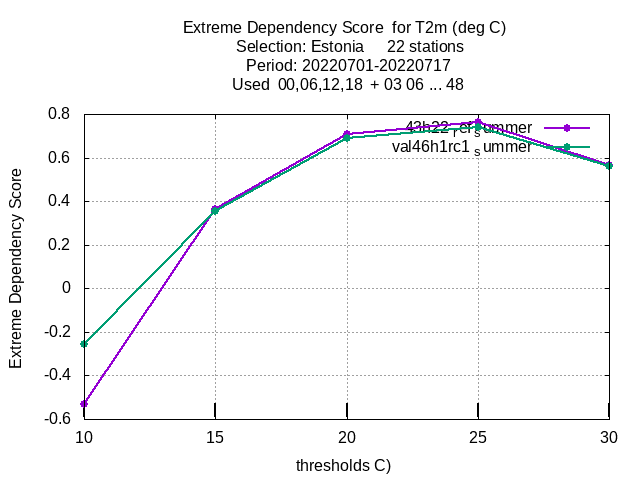 Extreme Dependency Score for T2m (deg C)
Selection: Estonia 22 stations
Period: 20220701-20220717
Used 00,06,12,18 + 03 06 ... 48
0.8
0.6
0.4
0.2
0
-0.2
-0.4
-0.6
Extreme Dependency Score
43h22_ref_summer
val46h1rc1_summer
10 15 20 25 30
thresholds C)